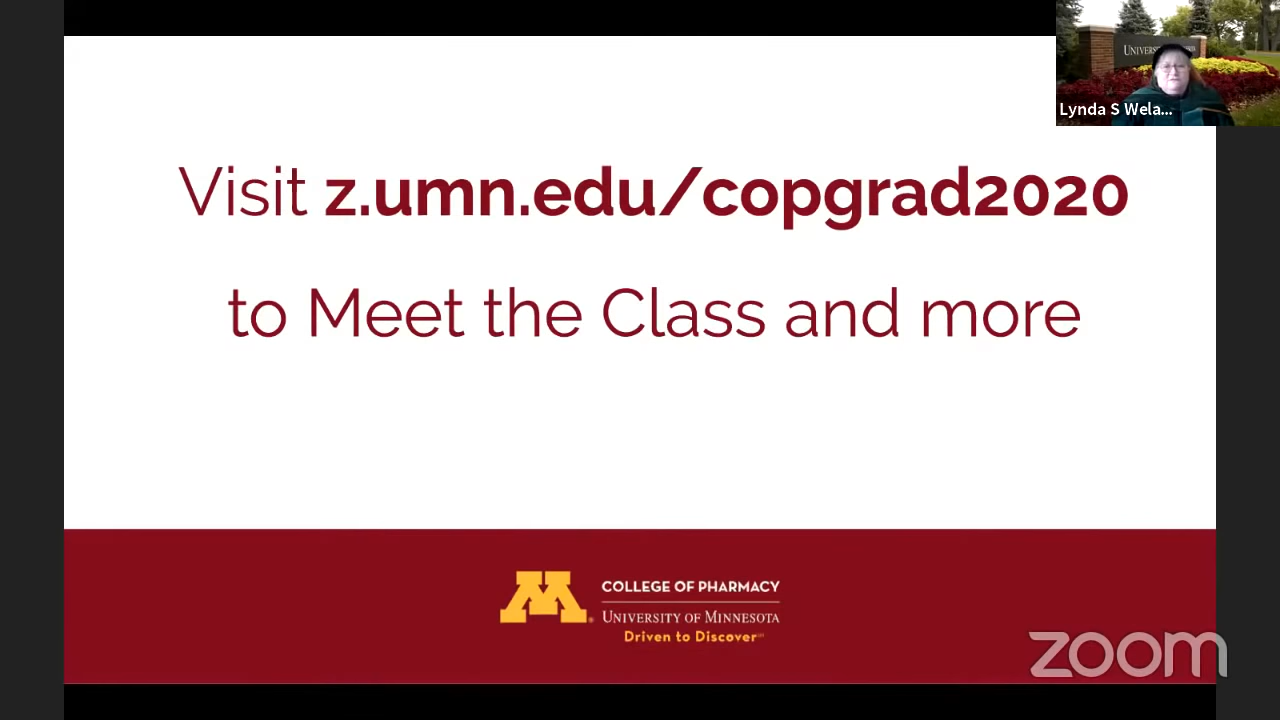 Visit z.umn.edu/copgrad2020
to Meet the Class and more
Lynda S Wela...
COLLEGE OF PHARMACY
UNIVERSITY OF MINNESOTA
Driven to Discover
zoom